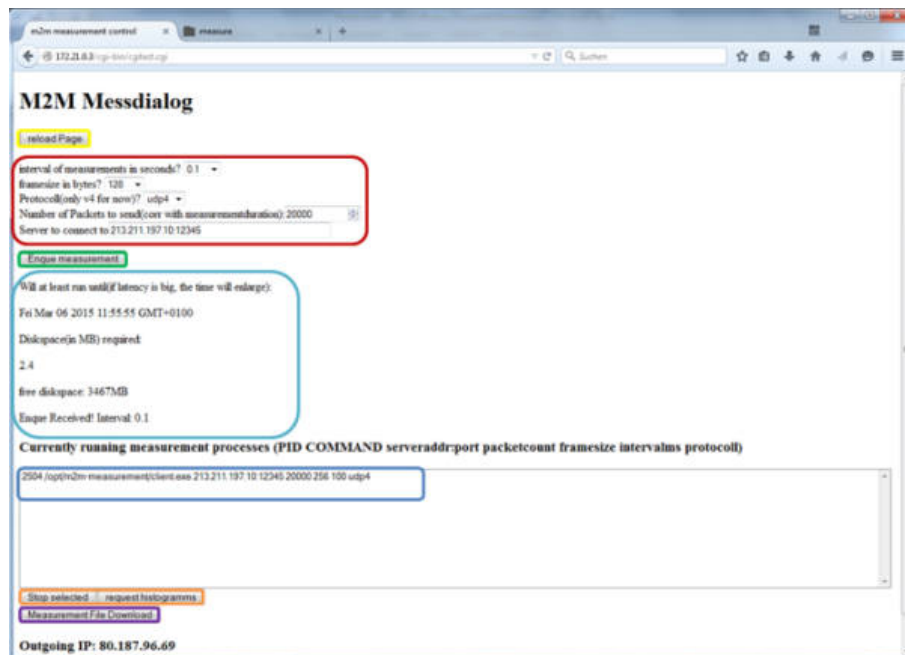 m2m measurement control × measure × +
172.21.8.3/cgi-bin/ Suchen
M2M Messdialog
reload Page
interval of measurements in seconds? 0.1
framesize in bytes? 128
Protocoll(only v4 for now)? udp4
Number of Packets to send(corr with measurementduration): 20000
Server to connect to 213.211.197.10:12345
Enque measurement
Will at least run until(if latency is big, the time will enlarge):
Fri Mar 06 2015 11:55:55 GMT+0100
Diskspace(in MB) required:
2.4
free diskspace: 3467MB
Enque Received! Interval: 0.1
Currently running measurement processes (PID COMMAND serveraddr:port packetcount framesize intervalms protocoll)
2504 /opt/m2m-measurement/client.exe 213.211.197.10:12345 20000 256 100 udp4
Stop selected request histogramms
Measurement File Download
Outgoing IP: 80.187.96.69